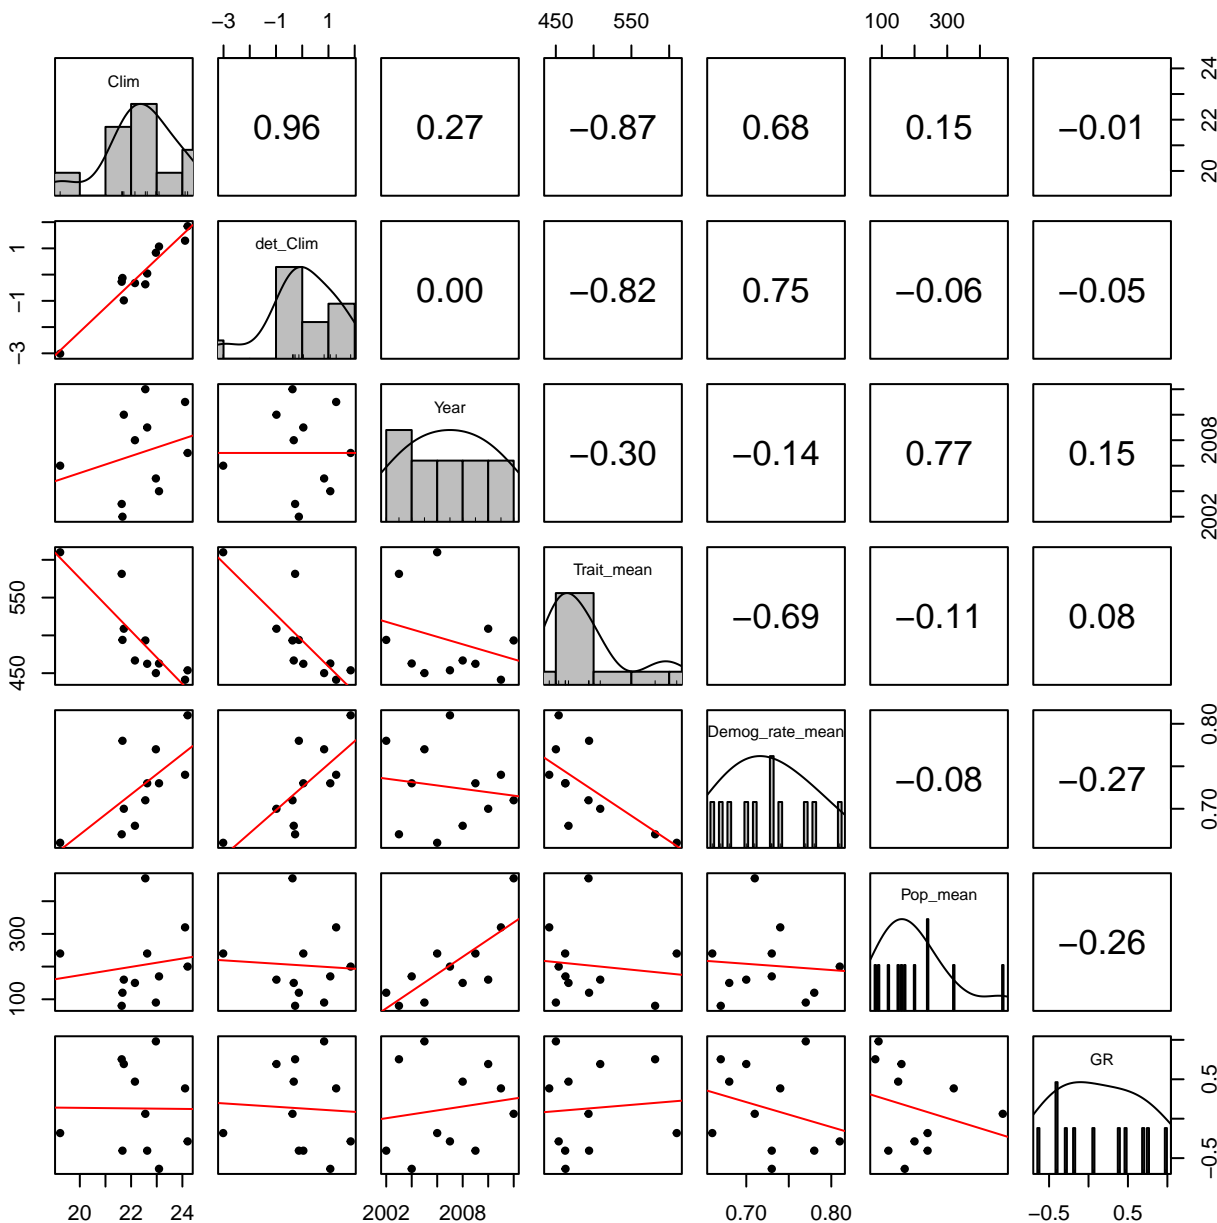 −3 −1 1 450 550 100 300
Clim 0.96 0.27 −0.87 0.68 0.15 −0.01
20 22 24
det_Clim 0.00 −0.82 0.75 −0.06 −0.05
−3 −1 1
Year −0.30 −0.14 0.77 0.15
2002 2008
Trait_mean −0.69 −0.11 0.08
450 550
Demog_rate_mean −0.08 −0.27
0.70 0.80
Pop_mean −0.26
100 300
GR
−0.5 0.5
20 22 24 2002 2008 0.70 0.80 −0.5 0.5